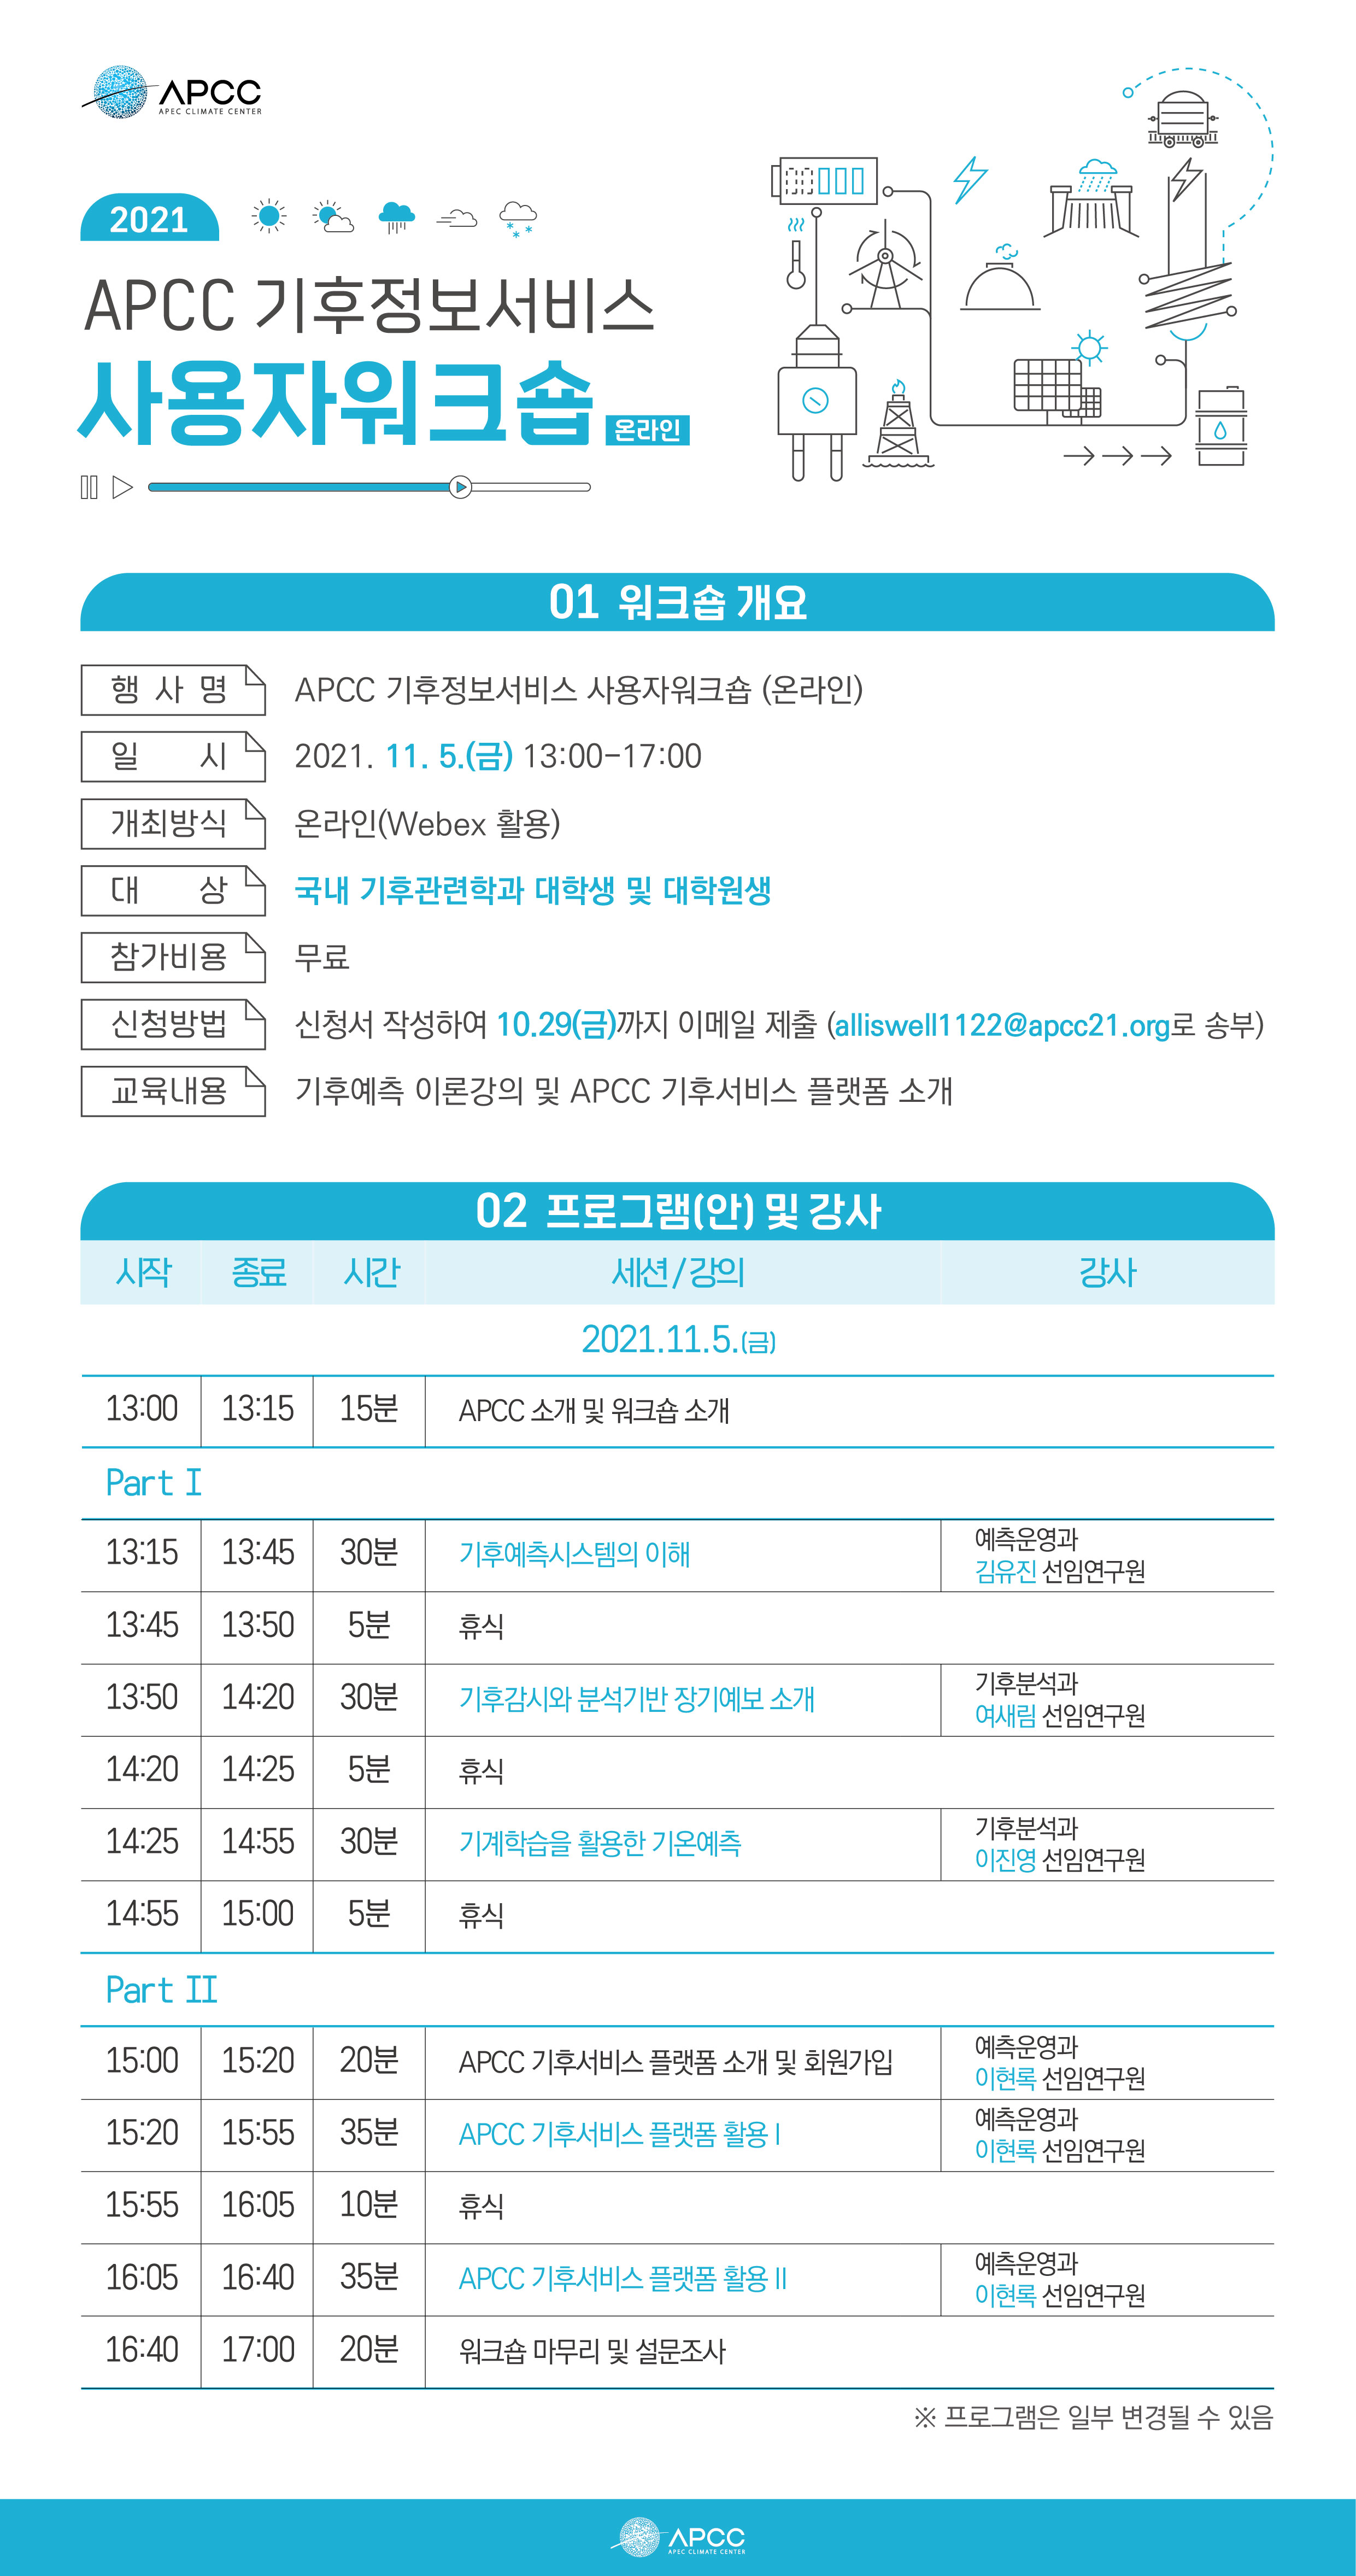 APCC
APEC CLIMATE CENTER
2021
APCC 기후정보서비스
사용자워크숍 온라인
01 워크숍 개요
행 사 명 APCC 기후정보서비스 사용자워크숍 (온라인)
일 시 2021. 11. 5.(금) 13:00-17:00
개최방식 온라인(Webex 활용)
대 상 국내 기후관련학과 대학생 및 대학원생
참가비용 무료
신청방법 신청서 작성하여 10.29(금)까지 이메일 제출 (alliswell1122@apcc21.org로 송부)
교육내용 기후예측 이론강의 및 APCC 기후서비스 플랫폼 소개
02 프로그램(안) 및 강사
시작 종료 시간 세션/강의 강사
2021.11.5.(금)
13:00 13:15 15분 APCC 소개 및 워크숍 소개
Part I
13:15 13:45 30분 기후예측시스템의 이해 예측운영과
김유진 선임연구원
13:45 13:50 5분 휴식
13:50 14:20 30분 기후감시와 분석기반 장기예보 소개 기후분석과
여새림 선임연구원
14:20 14:25 5분 휴식
14:25 14:55 30분 기계학습을 활용한 기온예측 기후분석과
이진영 선임연구원
14:55 15:00 5분 휴식
Part II
15:00 15:20 20분 APCC 기후서비스 플랫폼 소개 및 회원가입 예측운영과
이현록 선임연구원
15:20 15:55 35분 APCC 기후서비스 플랫폼 활용 I 예측운영과
이현록 선임연구원
15:55 16:05 10분 휴식
16:05 16:40 35분 APCC 기후서비스 플랫폼 활용 II 예측운영과
이현록 선임연구원
16:40 17:00 20분 워크숍 마무리 및 설문조사
※ 프로그램은 일부 변경될 수 있음
APCC
APEC CLIMATE CENTER